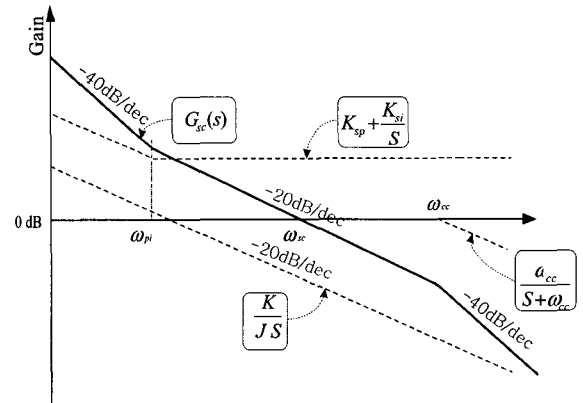 Gain
-40dB/dec
G_sc(s)
K_sp + K_si/S
-20dB/dec
ω_cc
0 dB
ω_pi
ω_sc
-20dB/dec
K/JS
a_cc/S+ω_cc
-40dB/dec